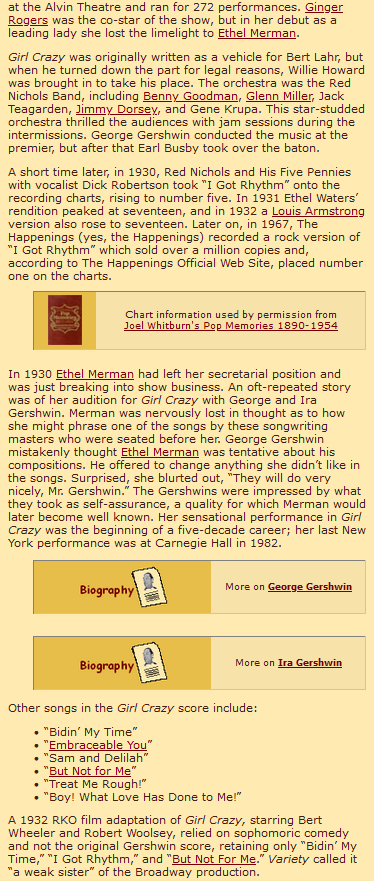 at the Alvin Theatre and ran for 272 performances. Ginger
Rogers was the co-star of the show, but in her debut as a
leading lady she lost the limelight to Ethel Merman.
Girl Crazy was originally written as a vehicle for Bert Lahr, but
when he turned down the part for legal reasons, Willie Howard
was brought in to take his place. The orchestra was the Red
Nichols Band, including Benny Goodman, Glenn Miller, Jack
Teagarden, Jimmy Dorsey, and Gene Krupa. This star-studded
orchestra thrilled the audiences with jam sessions during the
intermissions. George Gershwin conducted the music at the
premier, but after that Earl Busby took over the baton.
A short time later, in 1930, Red Nichols and His Five Pennies
with vocalist Dick Robertson took “I Got Rhythm” onto the
recording charts, rising to number five. In 1931 Ethel Waters’
rendition peaked at seventeen, and in 1932 a Louis Armstrong
version also rose to seventeen. Later on, in 1967, The
Happenings (yes, the Happenings) recorded a rock version of
“I Got Rhythm” which sold over a million copies and,
according to The Happenings Official Web Site, placed number
one on the charts.
Chart information used by permission from
Joel Whitburn's Pop Memories 1890-1954
In 1930 Ethel Merman had left her secretarial position and
was just breaking into show business. An oft-repeated story
was of her audition for Girl Crazy with George and Ira
Gershwin. Merman was nervously lost in thought as to how
she might phrase one of the songs by these songwriting
masters who were seated before her. George Gershwin
mistakenly thought Ethel Merman was tentative about his
compositions. He offered to change anything she didn’t like in
the songs. Surprised, she blurted out, “They will do very
nicely, Mr. Gershwin.” The Gershwins were impressed by what
they took as self-assurance, a quality for which Merman would
later become well known. Her sensational performance in Girl
Crazy was the beginning of a five-decade career; her last New
York performance was at Carnegie Hall in 1982.
Biography More on George Gershwin
Biography More on Ira Gershwin
Other songs in the Girl Crazy score include:
• “Bidin’ My Time”
• “Embraceable You”
• “Sam and Delilah”
• “But Not for Me”
• “Treat Me Rough!”
• “Boy! What Love Has Done to Me!”
A 1932 RKO film adaptation of Girl Crazy, starring Bert
Wheeler and Robert Woolsey, relied on sophomoric comedy
and not the original Gershwin score, retaining only “Bidin’ My
Time,” “I Got Rhythm,” and “But Not For Me.” Variety called it
“a weak sister” of the Broadway production.